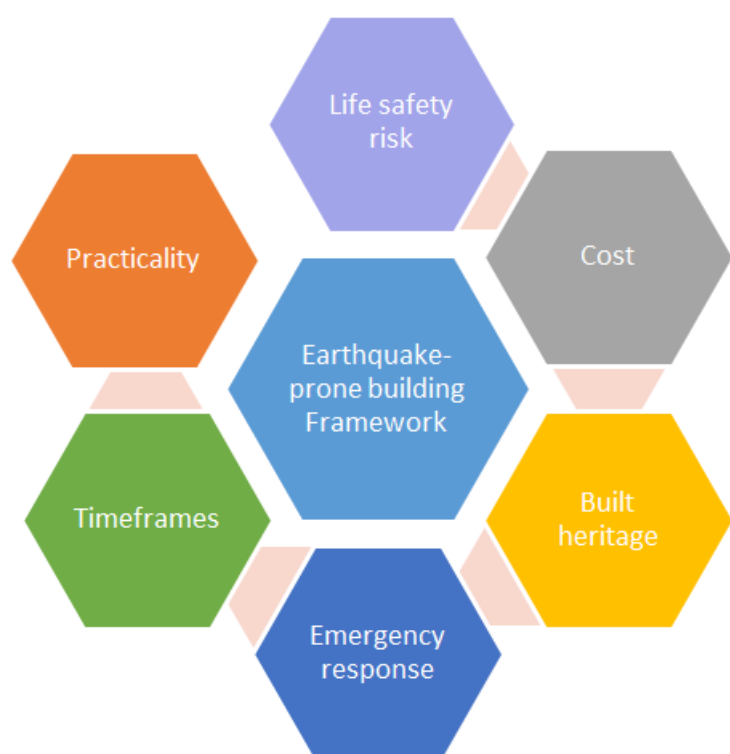 Life safety
risk
Cost
Practicality
Earthquake-
prone building
Framework
Timeframes
Built
heritage
Emergency
response